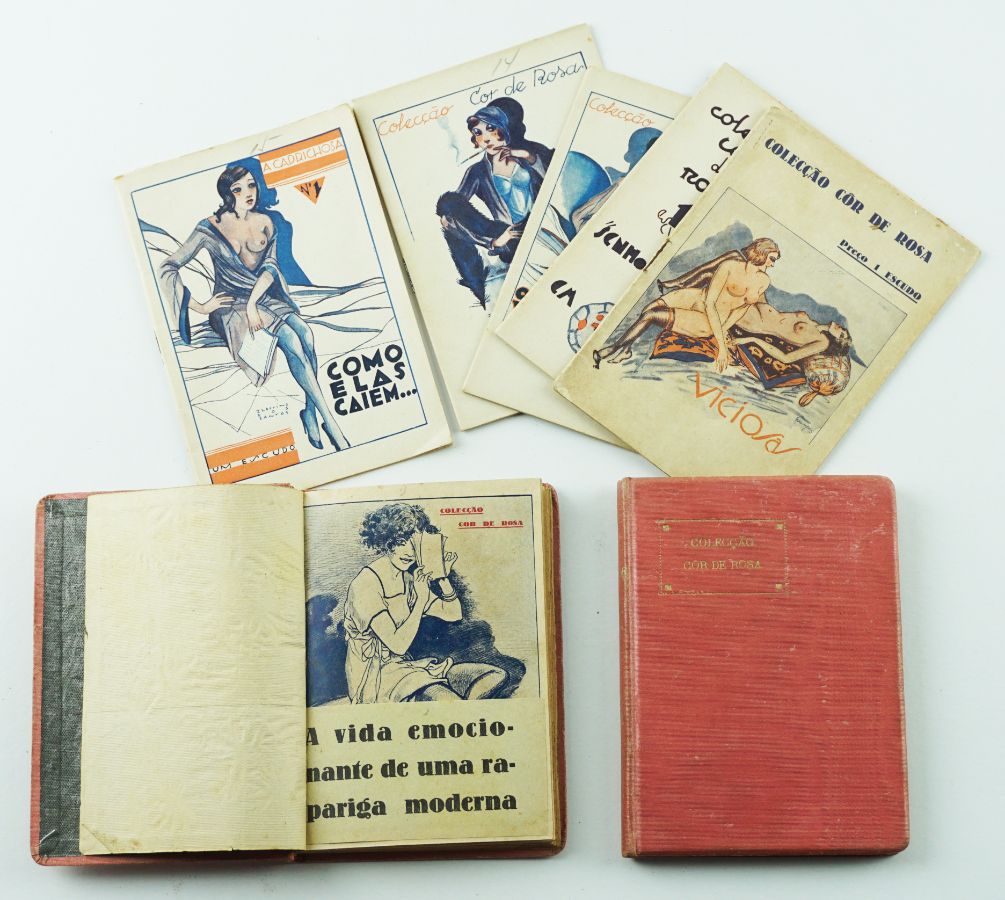 A CAPRICHOSA
Nº 1
COMO
ELAS
CAIEM...
UM ESCUDO
14
Colecção Cor de Rosa
Colecção
COLECÇÃO CÔR DE ROSA
Preço 1 ESCUDO
VICIOSA
COLECÇÃO
COR DE ROSA
A vida emocio-
nante de uma ra-
pariga moderna
COLECÇÃO
CÔR DE ROSA